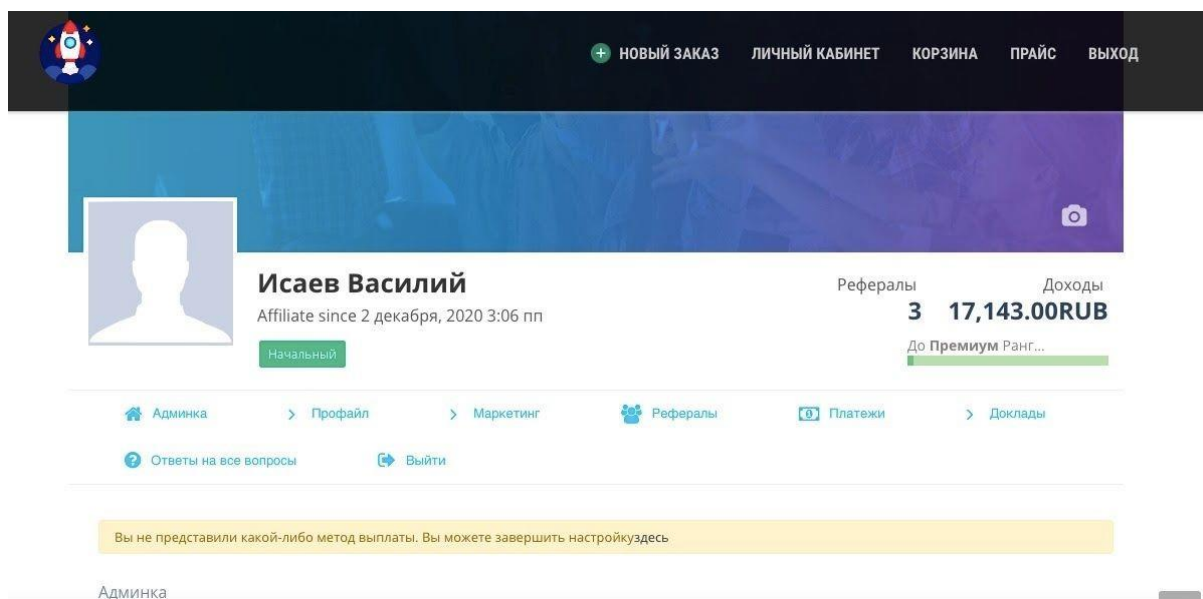 НОВЫЙ ЗАКАЗ ЛИЧНЫЙ КАБИНЕТ КОРЗИНА ПРАЙС ВЫХОД
Исаев Василий
Affiliate since 2 декабря, 2020 3:06 пп
Начальный
Рефералы Доходы
3 17,143.00RUB
До Премиум Ранг...
Админка Профайл Маркетинг Рефералы Платежи Доклады
Ответы на все вопросы Выйти
Вы не представили какой-либо метод выплаты. Вы можете завершить настройкуздесь
Админка